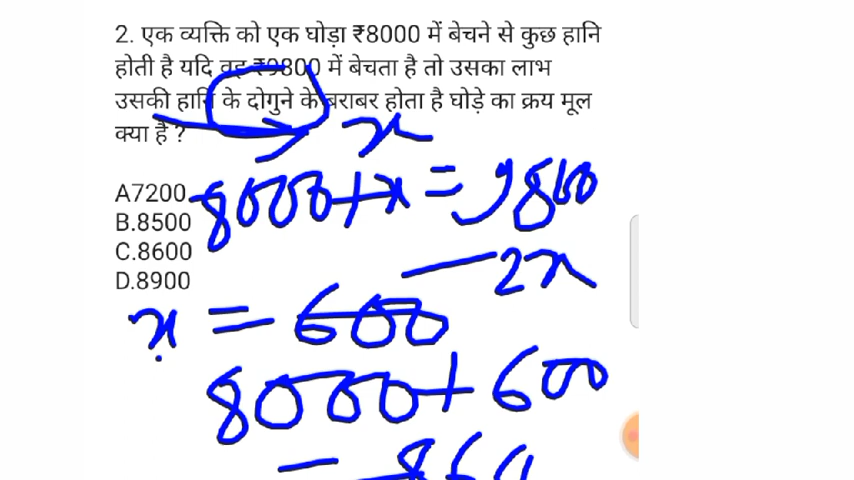 2. एक व्यक्ति को एक घोड़ा ₹8000 में बेचने से कुछ हानि
होती है यदि वह ₹9800 में बेचता है तो उसका लाभ
उसकी हानि के दोगुने के बराबर होता है घोड़े का क्रय मूल
क्या है ?
x
A7200
8000+x = 9800
B.8500
C.8600
- 2x
D.8900
x = 600
8000+600
=